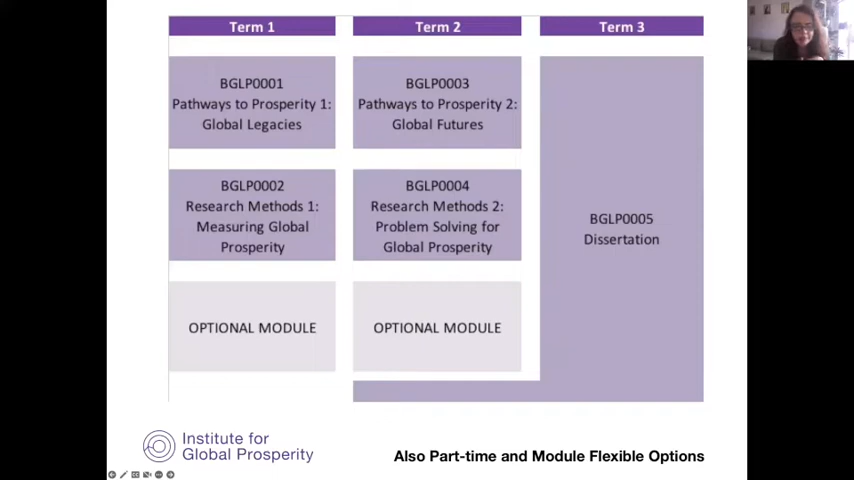 Term 1
Term 2
Term 3
BGLP0001
Pathways to Prosperity 1:
Global Legacies
BGLP0003
Pathways to Prosperity 2:
Global Futures
BGLP0002
Research Methods 1:
Measuring Global
Prosperity
BGLP0004
Research Methods 2:
Problem Solving for
Global Prosperity
BGLP0005
Dissertation
OPTIONAL MODULE
OPTIONAL MODULE
Institute for
Global Prosperity
Also Part-time and Module Flexible Options